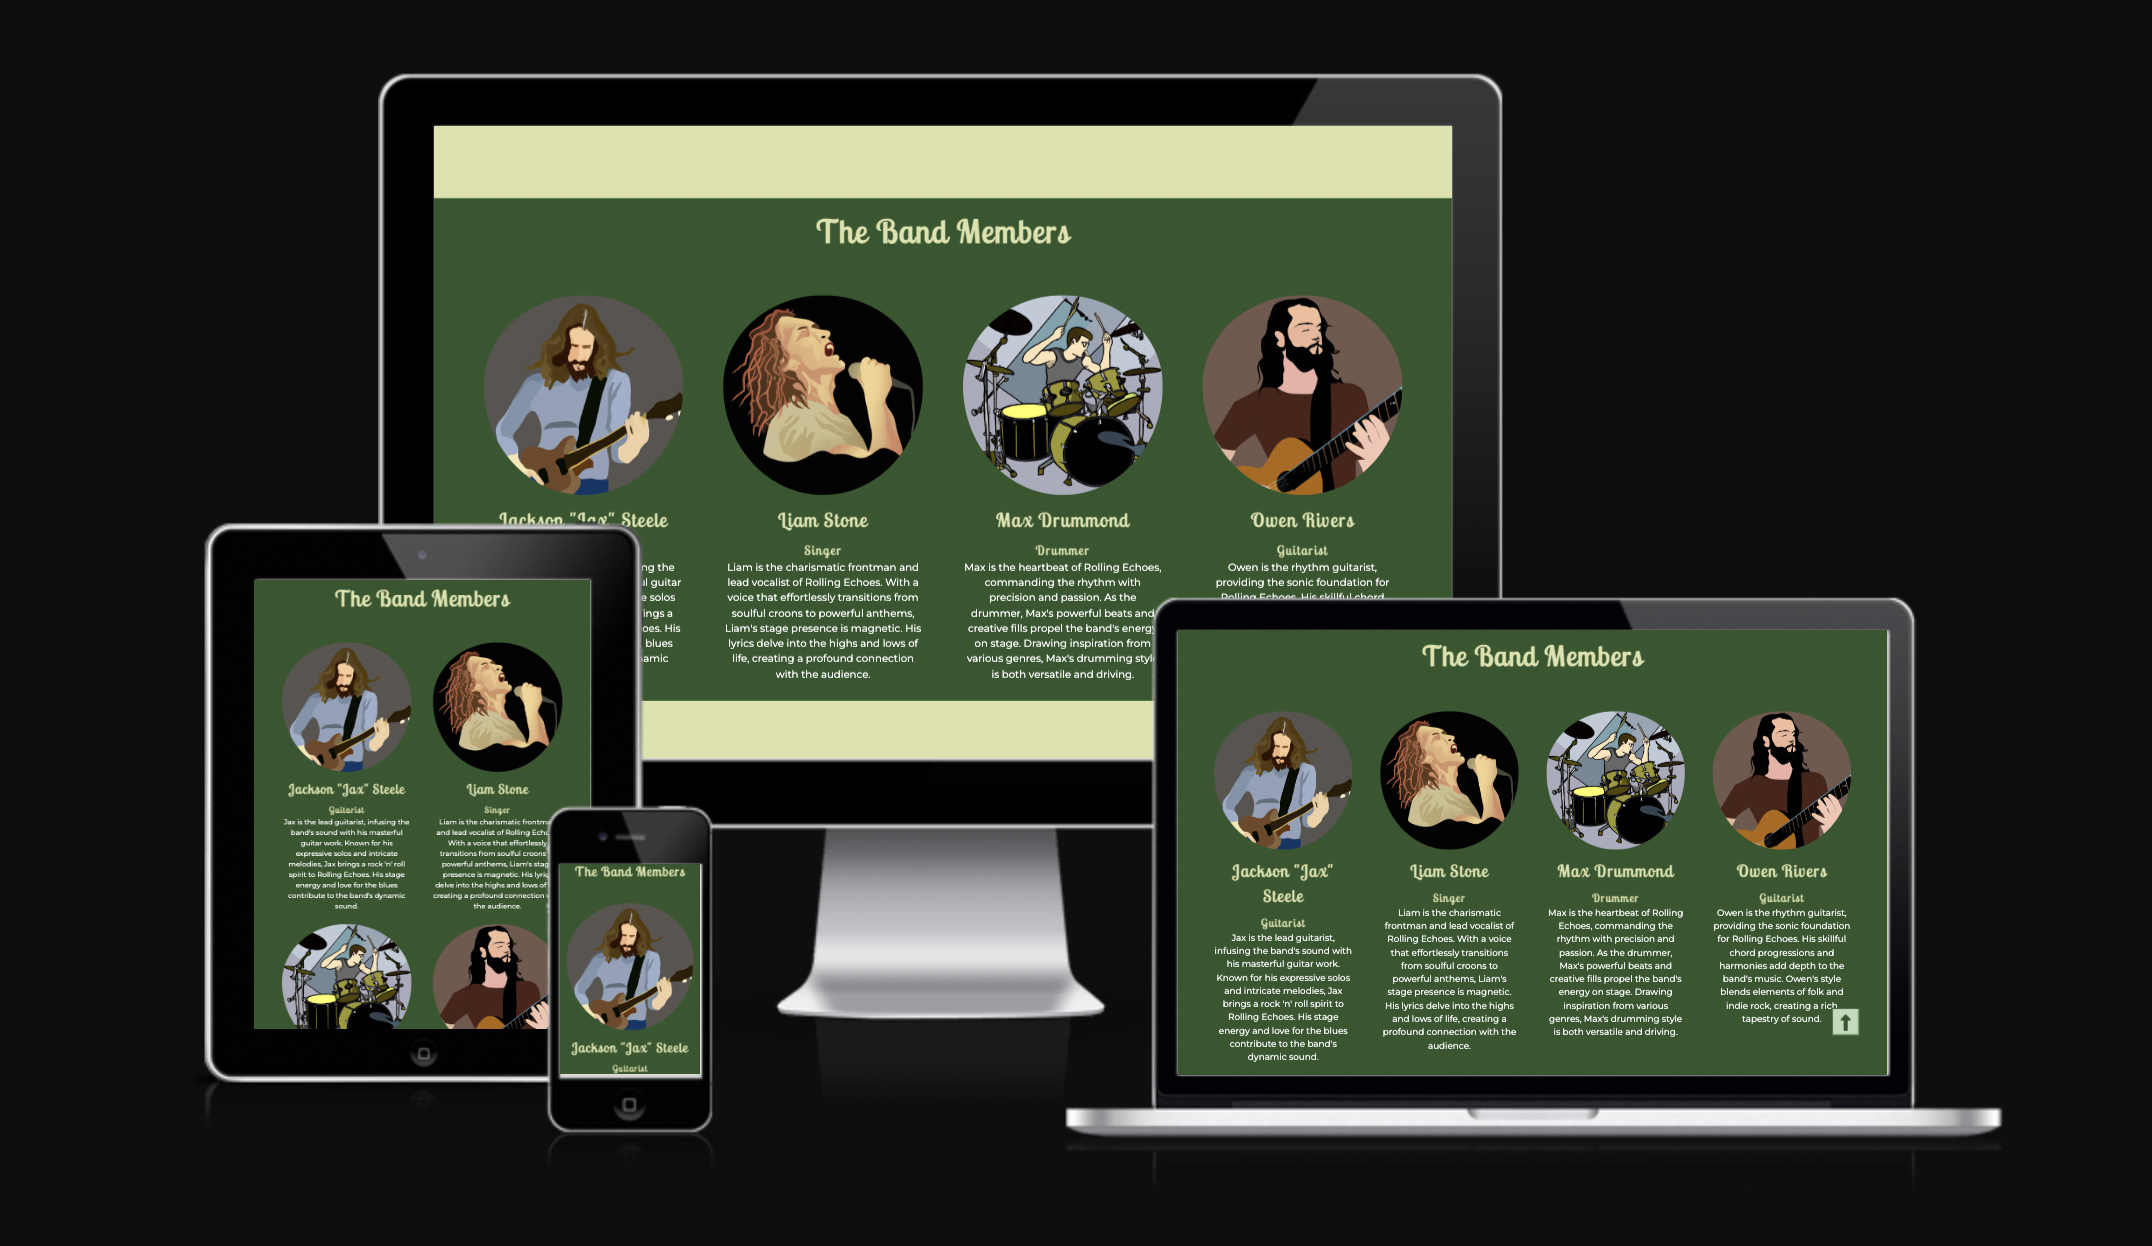 The Band Members
Jackson "Jax" Steele
ng the
ul guitar
e solos
ings a
oes. His
blues
amic
Liam Stone
Singer
Liam is the charismatic frontman and
lead vocalist of Rolling Echoes. With a
voice that effortlessly transitions from
soulful croons to powerful anthems,
Liam's stage presence is magnetic. His
lyrics delve into the highs and lows of
life, creating a profound connection
with the audience.
Max Drummond
Drummer
Max is the heartbeat of Rolling Echoes,
commanding the rhythm with
precision and passion. As the
drummer, Max's powerful beats and
creative fills propel the band's energy
on stage. Drawing inspiration from
various genres, Max's drumming style
is both versatile and driving.
Owen Rivers
Guitarist
Owen is the rhythm guitarist,
providing the sonic foundation for
Rolling Echoes. His skillful chord
The Band Members
Jackson "Jax" Steele
Guitarist
Jax is the lead guitarist, infusing the
band's sound with his masterful
guitar work. Known for his
expressive solos and intricate
melodies, Jax brings a rock 'n' roll
spirit to Rolling Echoes. His stage
energy and love for the blues
contribute to the band's dynamic
sound.
Liam Stone
Singer
Liam is the charismatic frontma
and lead vocalist of Rolling Echo
With a voice that effortlessly
transitions from soulful croons
powerful anthems, Liam's stag
presence is magnetic. His lyric
delve into the highs and lows of
creating a profound connection
the audience.
The Band Members
Jackson "Jax" Steele
Guitarist
The Band Members
Jackson "Jax"
Steele
Guitarist
Jax is the lead guitarist,
infusing the band's sound with
his masterful guitar work.
Known for his expressive solos
and intricate melodies, Jax
brings a rock 'n' roll spirit to
Rolling Echoes. His stage
energy and love for the blues
contribute to the band's
dynamic sound.
Liam Stone
Singer
Liam is the charismatic
frontman and lead vocalist of
Rolling Echoes. With a voice
that effortlessly transitions
from soulful croons to
powerful anthems, Liam's
stage presence is magnetic.
His lyrics delve into the highs
and lows of life, creating a
profound connection with the
audience.
Max Drummond
Drummer
Max is the heartbeat of Rolling
Echoes, commanding the
rhythm with precision and
passion. As the drummer,
Max's powerful beats and
creative fills propel the band's
energy on stage. Drawing
inspiration from various
genres, Max's drumming style
is both versatile and driving.
Owen Rivers
Guitarist
Owen is the rhythm guitarist,
providing the sonic foundation
for Rolling Echoes. His skillful
chord progressions and
harmonies add depth to the
band's music. Owen's style
blends elements of folk and
indie rock, creating a rich
tapestry of sound.